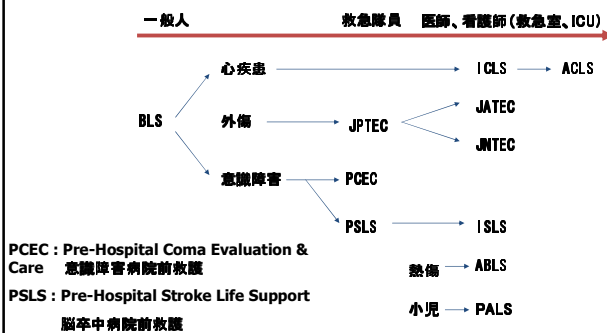 一般人 救急隊員 医師、看護師(救急室、ICU)
心疾患 ICLS ACLS
JATEC
BLS 外傷 JPTEC
JNTEC
意識障害 PCEC
PSLS ISLS
PCEC : Pre-Hospital Coma Evaluation &
Care 意識障害病院前救護
熱傷 ABLS
PSLS : Pre-Hospital Stroke Life Support
小児 PALS
脳卒中病院前救護